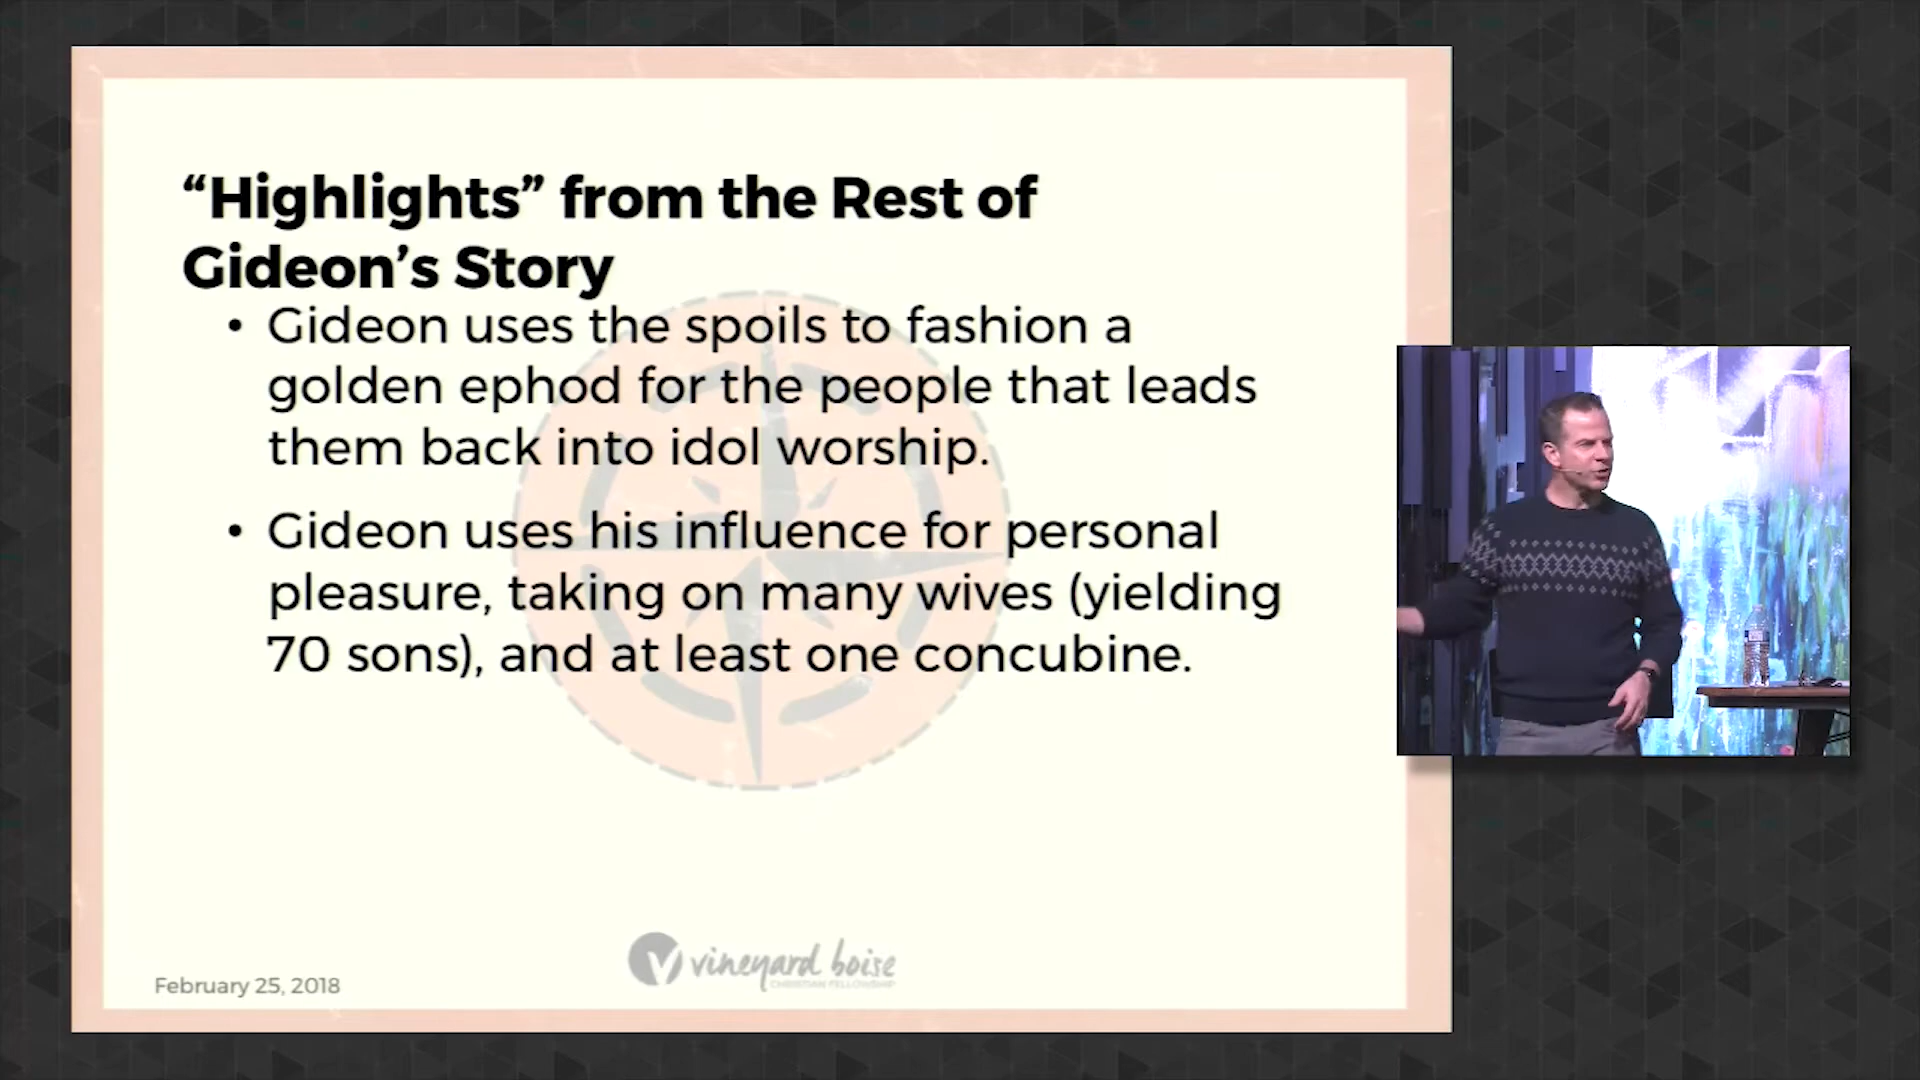 “Highlights” from the Rest of
Gideon’s Story
• Gideon uses the spoils to fashion a
golden ephod for the people that leads
them back into idol worship.
• Gideon uses his influence for personal
pleasure, taking on many wives (yielding
70 sons), and at least one concubine.
vineyard boise
CHRISTIAN FELLOWSHIP
February 25, 2018